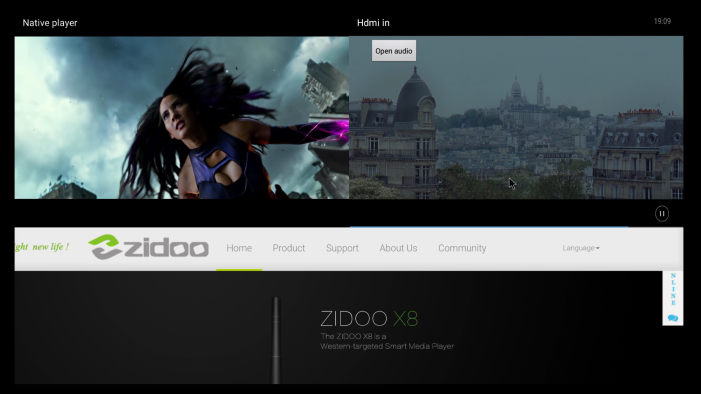 Native player
Hdmi in
19:09
Open audio
ght new life !
zidoo
Home
Product
Support
About Us
Community
Language
N
L
I
N
E
ZIDOO X8
The ZIDOO X8 is a
Western-targeted Smart Media Player